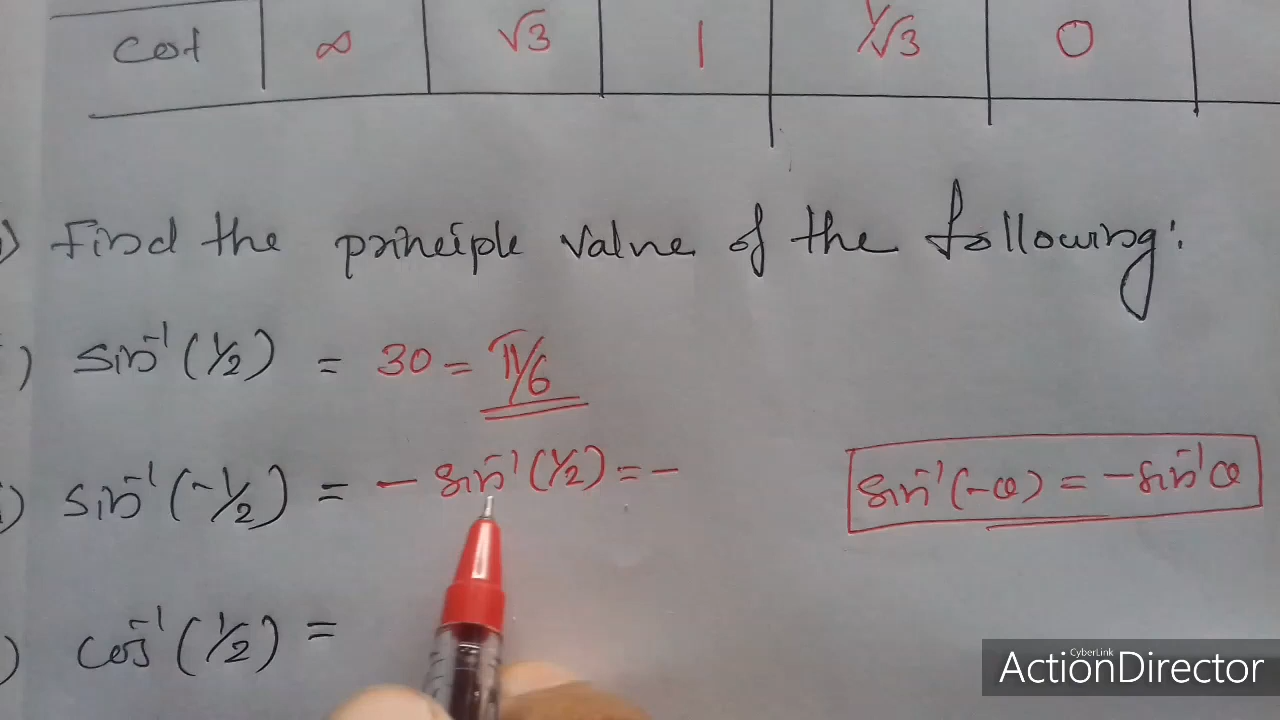 cot ∞ √3 1 1/√3 0
) Find the principle value of the following:
) sin⁻¹(1/2) = 30 = π/6
) sin⁻¹(-1/2) = - sin⁻¹(1/2) = -
sin⁻¹(-θ) = -sin⁻¹θ
) cos⁻¹(1/2) =
CyberLink
ActionDirector